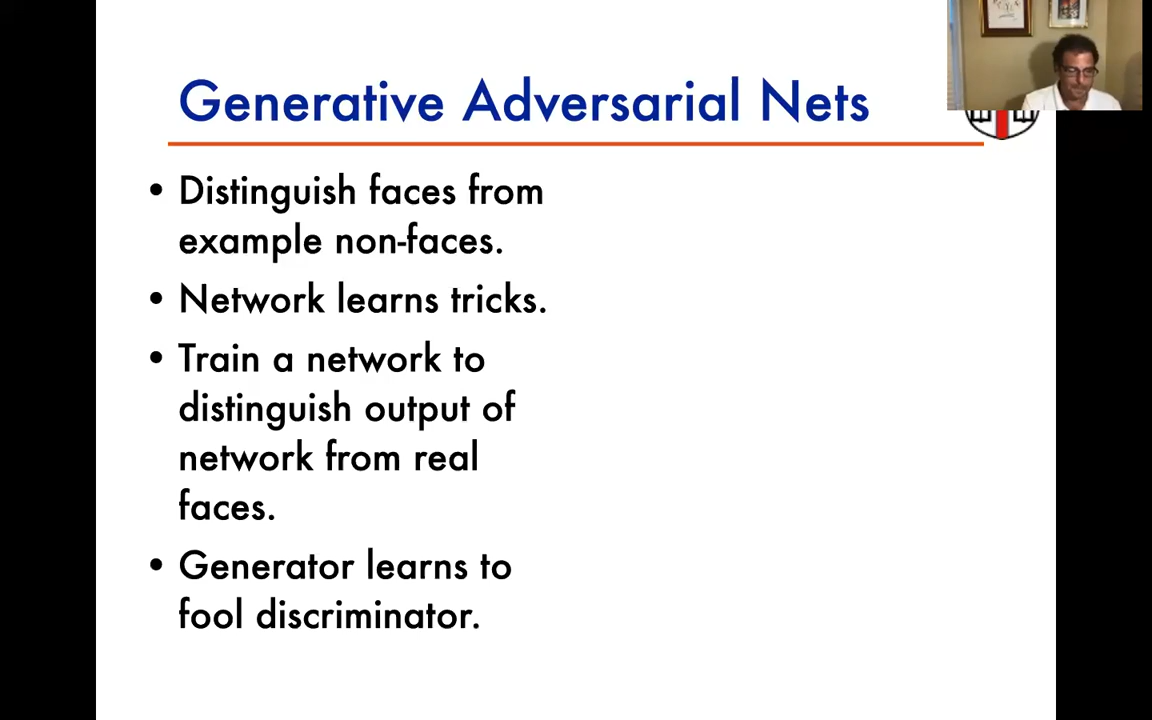 Generative Adversarial Nets
• Distinguish faces from
example non-faces.
• Network learns tricks.
• Train a network to
distinguish output of
network from real
faces.
• Generator learns to
fool discriminator.